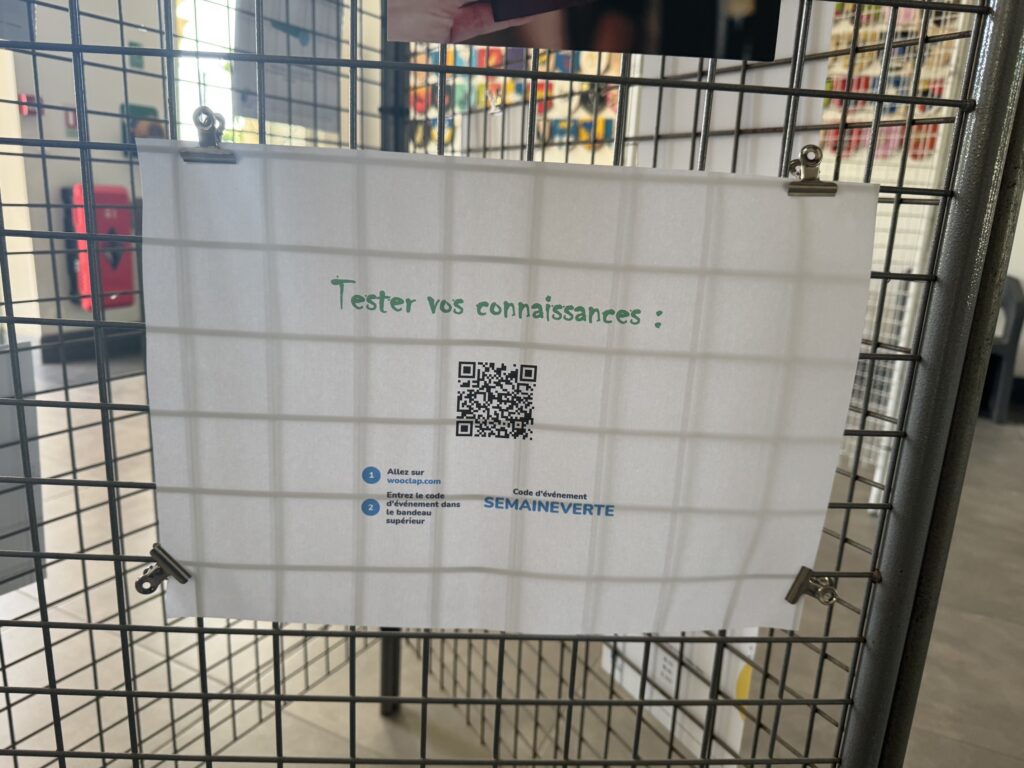 Tester vos connaissances :
1 Allez sur
wooclap.com
2 Entrez le code
d'événement dans
le bandeau
supérieur
Code d'événement
SEMAINEVERTE